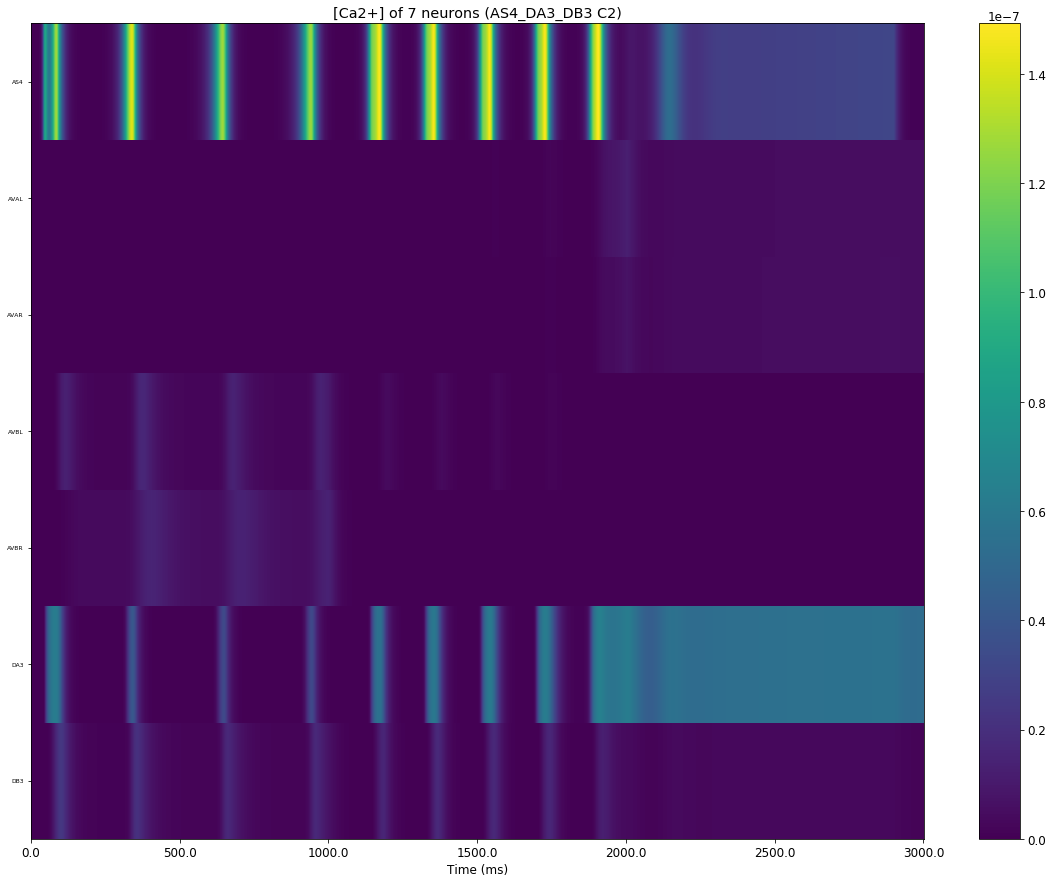 [Ca2+] of 7 neurons (AS4_DA3_DB3 C2)
1e−7
AS4
AVAL
AVAR
AVBL
AVBR
DA3
DB3
0.0 500.0 1000.0 1500.0 2000.0 2500.0 3000.0
Time (ms)
1.4
1.2
1.0
0.8
0.6
0.4
0.2
0.0